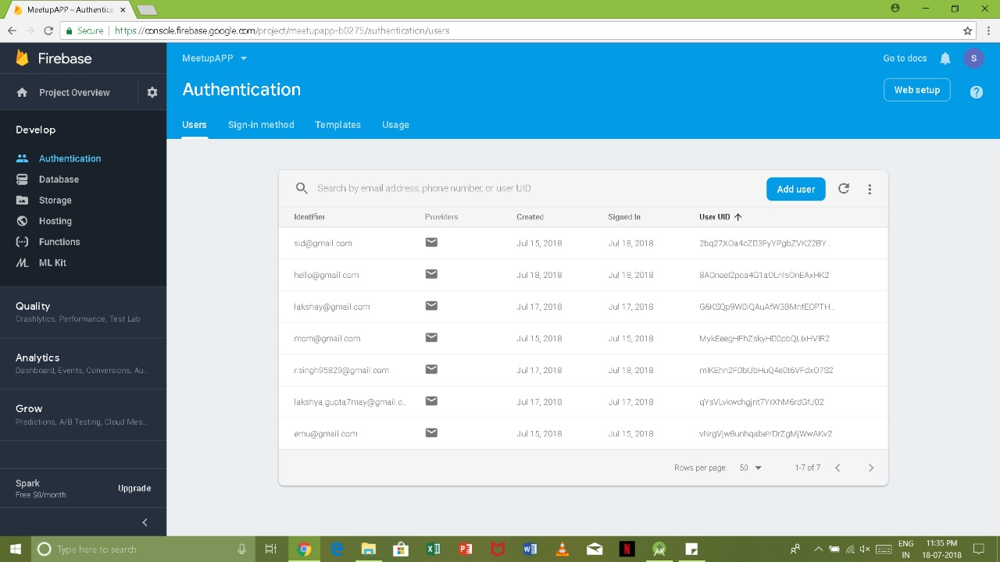 MeetupAPP – Authentica
Secure https://console.firebase.google.com/project/meetupapp-b0275/authentication/users
Firebase
MeetupAPP
Go to docs
S
Project Overview
Authentication
Web setup
Develop
Users Sign-in method Templates Usage
Authentication
Database
Storage
Hosting
Functions
ML Kit
Quality
Crashlytics, Performance, Test Lab
Analytics
Dashboard, Events, Conversions, Au...
Grow
Predictions, A/B Testing, Cloud Mes...
Spark
Free $0/month
Upgrade
Search by email address, phone number, or user UID
Add user
Identifier Providers Created Signed In User UID
sid@gmail.com Jul 15, 2018 Jul 18, 2018
hello@gmail.com Jul 18, 2018 Jul 18, 2018
lakshay@gmail.com Jul 17, 2018 Jul 17, 2018
mom@gmail.com Jul 15, 2018 Jul 15, 2018
r.singh95829@gmail.com Jul 17, 2018 Jul 18, 2018
lakshya.gupta7may@gmail.c... Jul 17, 2018 Jul 17, 2018
emu@gmail.com Jul 15, 2018 Jul 15, 2018
Rows per page: 50 1-7 of 7
Type here to search
ENG
IN
11:35 PM
18-07-2018